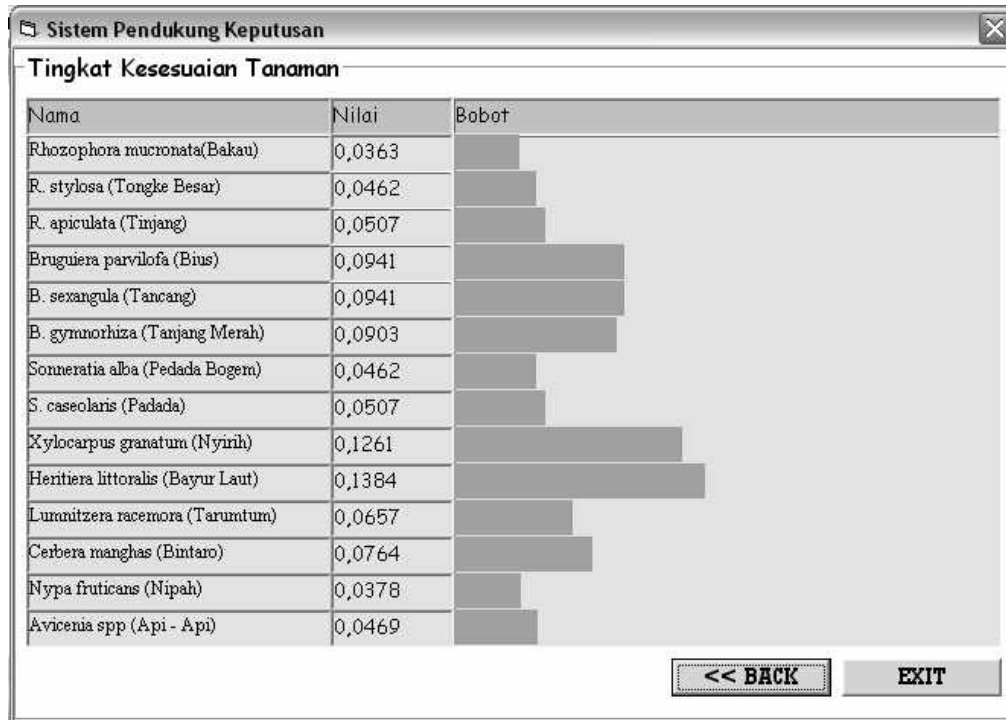 Sistem Pendukung Keputusan
Tingkat Kesesuaian Tanaman
Nama Nilai Bobot
Rhozophora mucronata(Bakau) 0,0363
R. stylosa (Tongke Besar) 0,0462
R. apiculata (Tinjang) 0,0507
Bruguiera parvilofa (Bius) 0,0941
B. sexangula (Tancang) 0,0941
B. gymnorhiza (Tanjang Merah) 0,0903
Sonneratia alba (Pedada Bogem) 0,0462
S. caseolaris (Padada) 0,0507
Xylocarpus granatum (Nyirih) 0,1261
Heritiera littoralis (Bayur Laut) 0,1384
Lumnitzera racemora (Tarumtum) 0,0657
Cerbera manghas (Bintaro) 0,0764
Nypa fruticans (Nipah) 0,0378
Avicenia spp (Api - Api) 0,0469
<< BACK EXIT